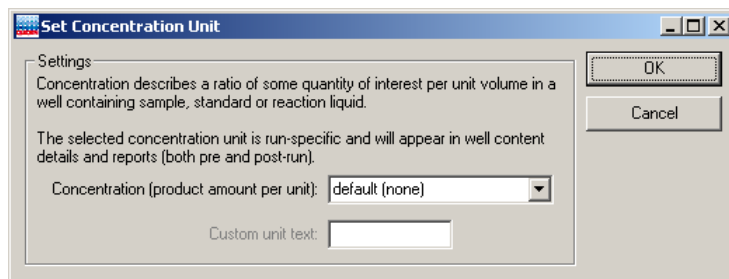 Set Concentration Unit
Settings
Concentration describes a ratio of some quantity of interest per unit volume in a
well containing sample, standard or reaction liquid.
The selected concentration unit is run-specific and will appear in well content
details and reports (both pre and post-run).
Concentration (product amount per unit): default (none)
Custom unit text:
OK
Cancel